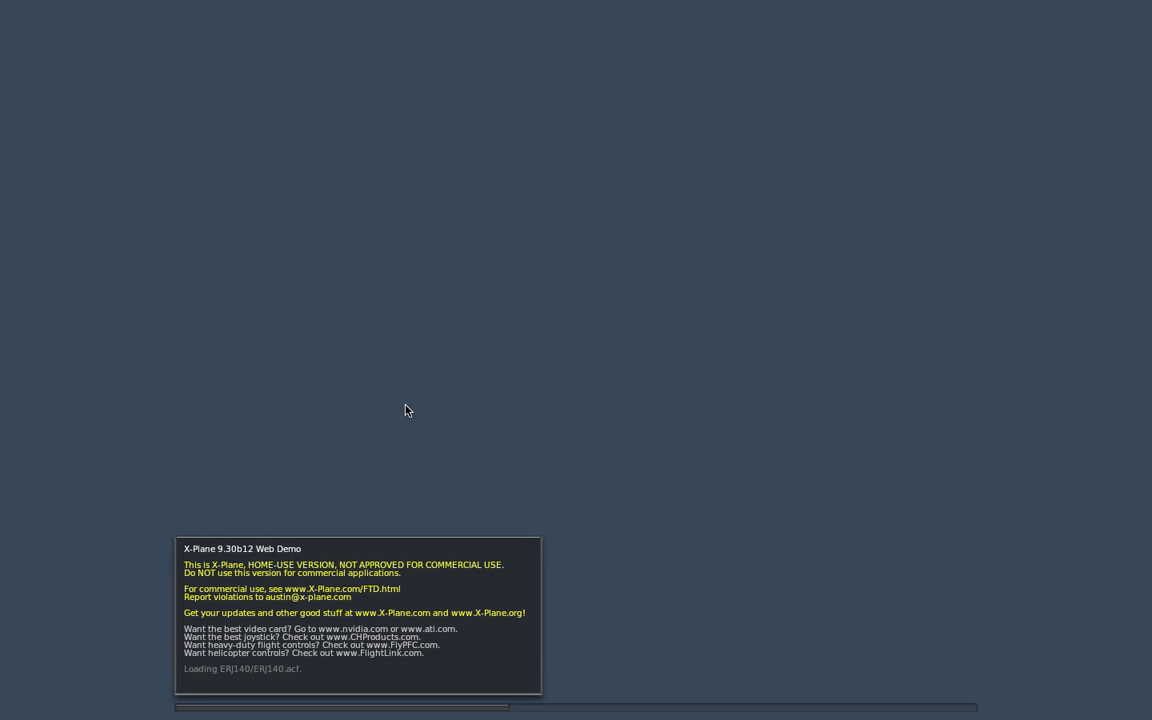 X-Plane 9.30b12 Web Demo
This is X-Plane, HOME-USE VERSION, NOT APPROVED FOR COMMERCIAL USE.
Do NOT use this version for commercial applications.
For commercial use, see www.X-Plane.com/FTD.html
Report violations to austin@x-plane.com
Get your updates and other good stuff at www.X-Plane.com and www.X-Plane.org!
Want the best video card? Go to www.nvidia.com or www.ati.com.
Want the best joystick? Check out www.CHProducts.com.
Want heavy-duty flight controls? Check out www.FlyPFC.com.
Want helicopter controls? Check out www.FlightLink.com.
Loading ERJ140/ERJ140.acf.